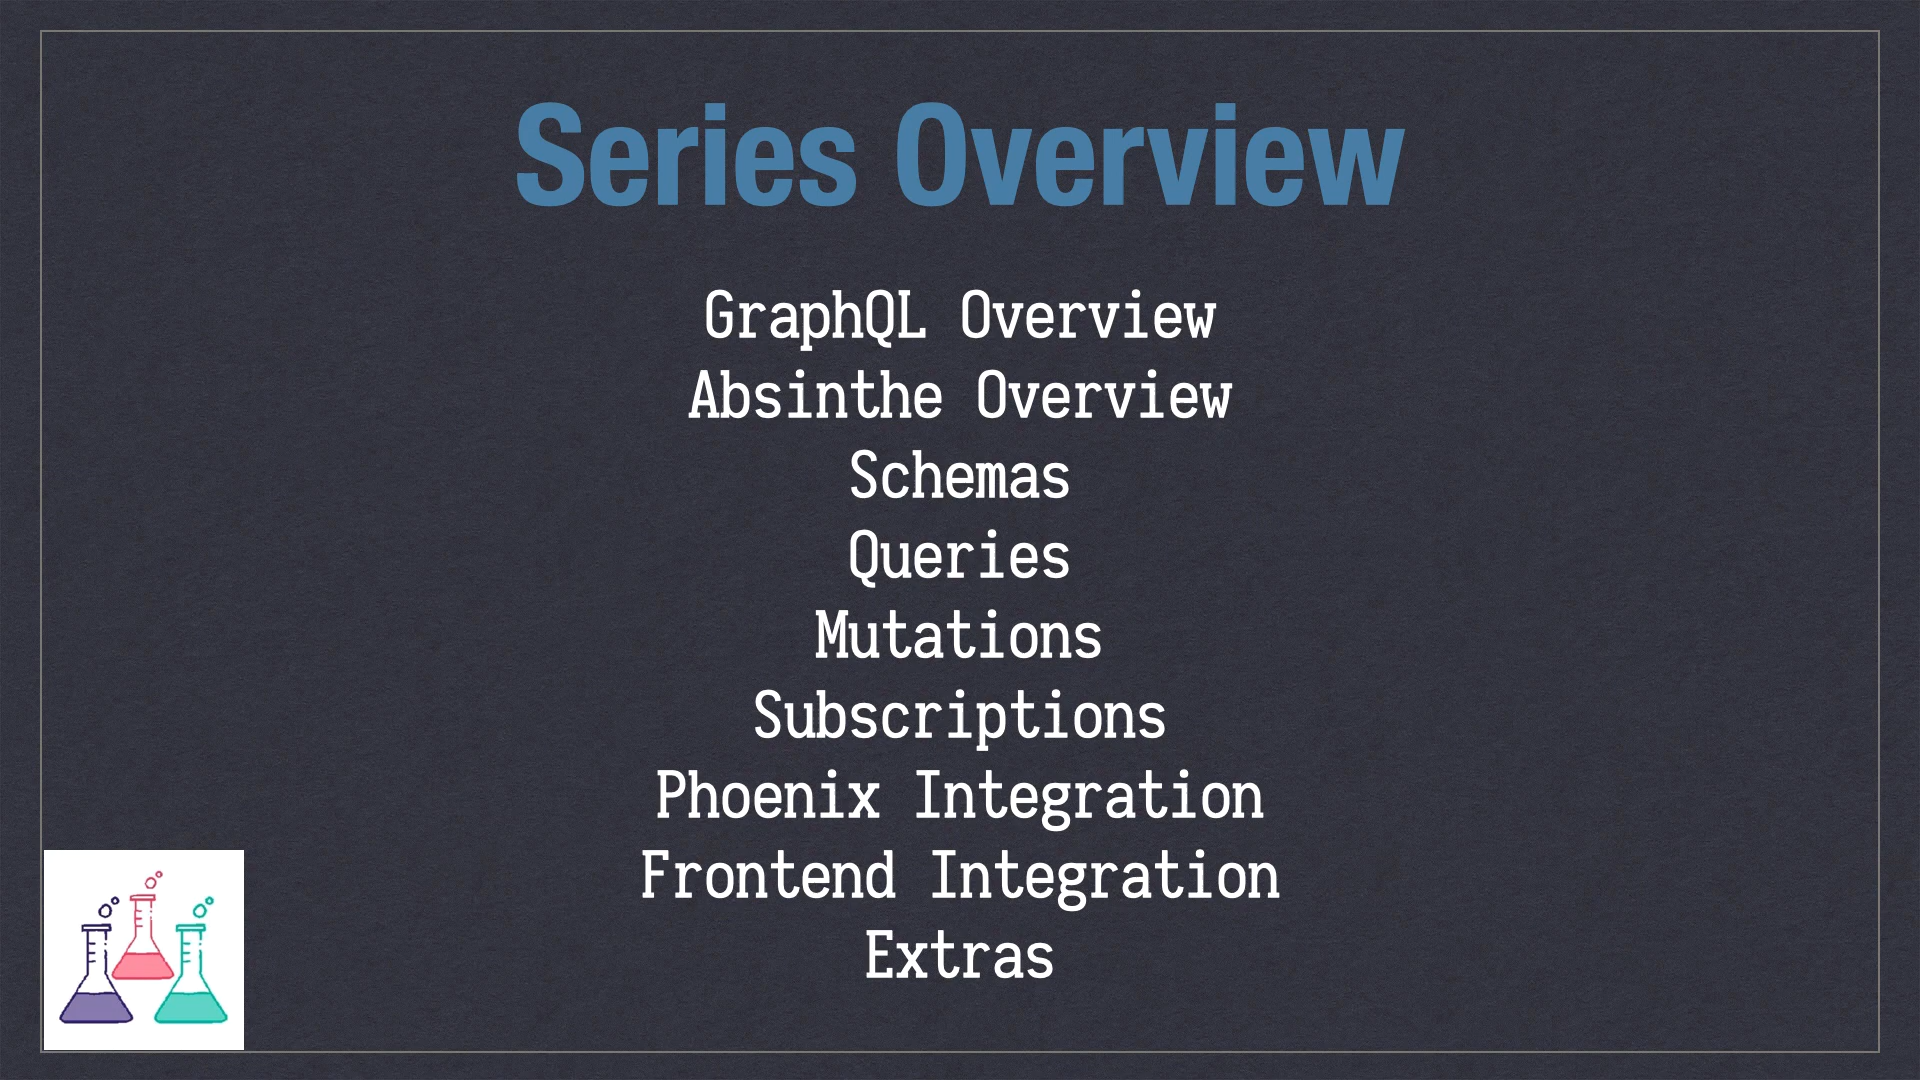 Series Overview
GraphQL Overview
Absinthe Overview
Schemas
Queries
Mutations
Subscriptions
Phoenix Integration
Frontend Integration
Extras